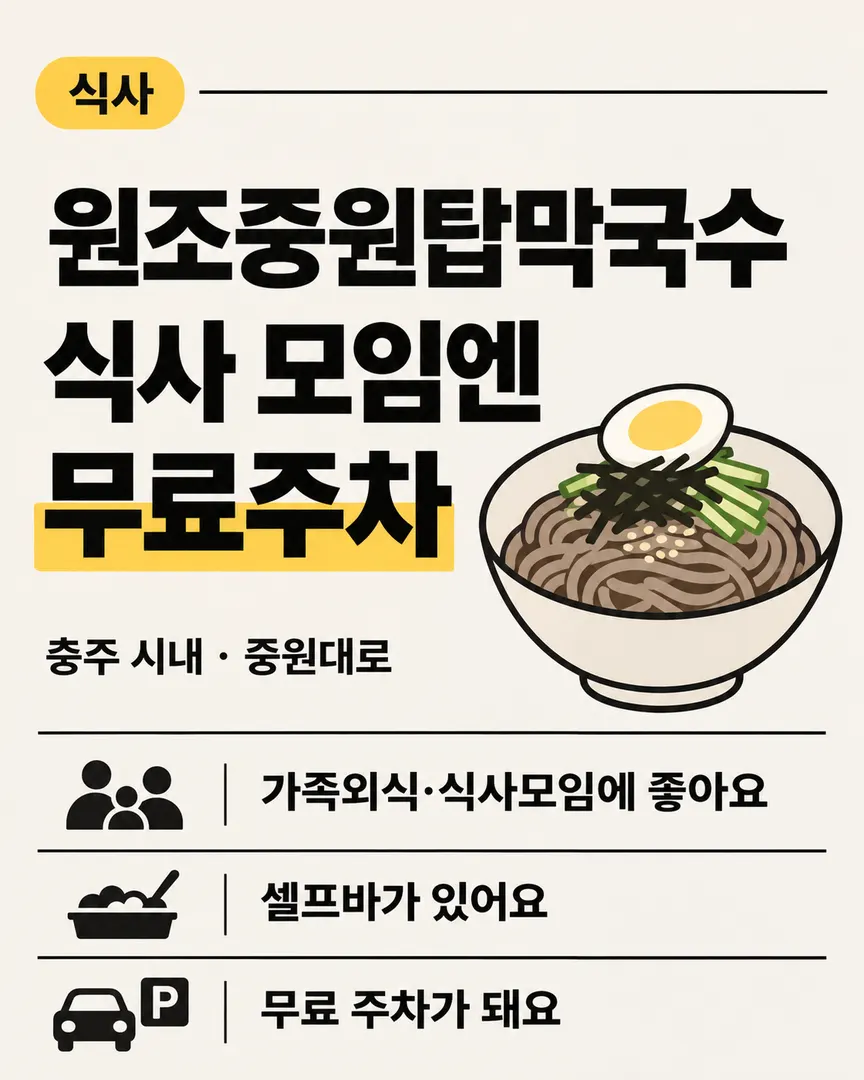 식사
원조중원탑막국수
식사 모임엔
무료주차
충주 시내 · 중원대로
가족외식·식사모임에 좋아요
셀프바가 있어요
P
무료 주차가 돼요